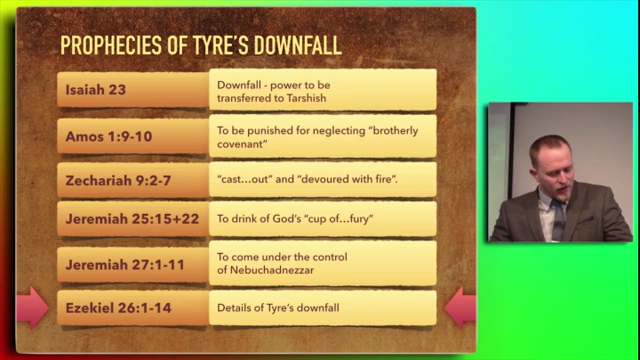 PROPHECIES OF TYRE'S DOWNFALL
Isaiah 23
Downfall - power to be
transferred to Tarshish
Amos 1:9-10
To be punished for neglecting "brotherly
covenant"
Zechariah 9:2-7
"cast...out" and "devoured with fire".
Jeremiah 25:15+22
To drink of God's "cup of...fury"
Jeremiah 27:1-11
To come under the control
of Nebuchadnezzar
Ezekiel 26:1-14
Details of Tyre's downfall